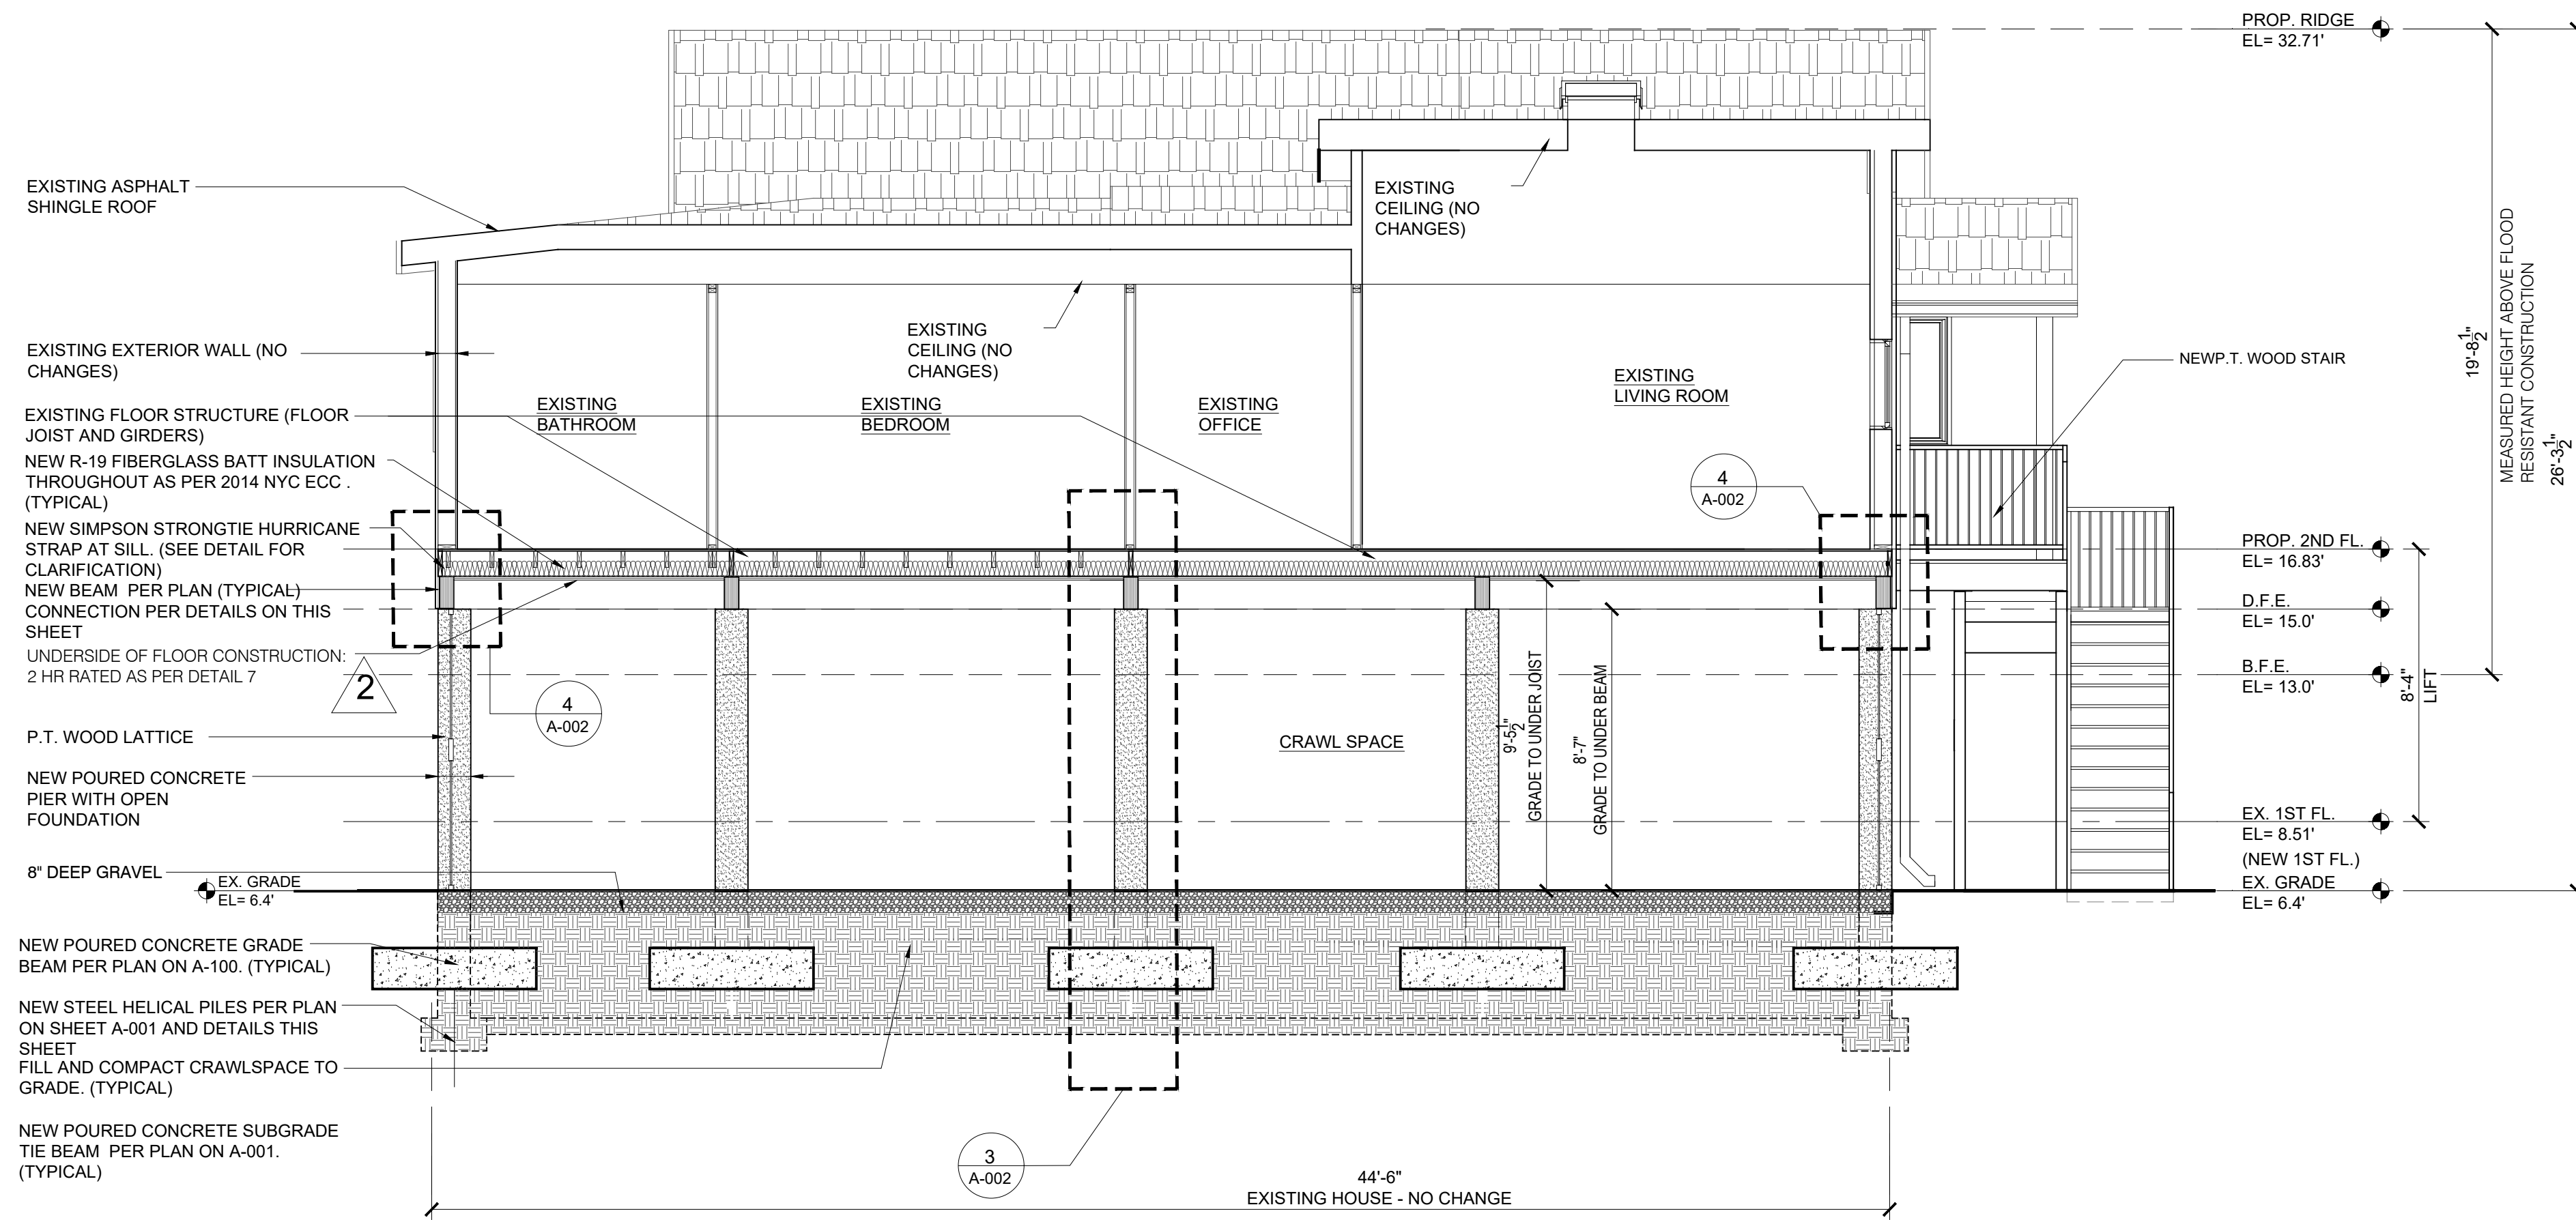 PROP. RIDGE
EL= 32.71'
EXISTING ASPHALT
SHINGLE ROOF
EXISTING
CEILING (NO
CHANGES)
EXISTING EXTERIOR WALL (NO
CHANGES)
EXISTING
CEILING (NO
CHANGES)
EXISTING FLOOR STRUCTURE (FLOOR
JOIST AND GIRDERS)
EXISTING
BATHROOM
EXISTING
BEDROOM
EXISTING
OFFICE
EXISTING
LIVING ROOM
NEWP.T. WOOD STAIR
19'-8 1/2"
MEASURED HEIGHT ABOVE FLOOD
RESISTANT CONSTRUCTION
26'-3 1/2"
NEW R-19 FIBERGLASS BATT INSULATION
THROUGHOUT AS PER 2014 NYC ECC .
(TYPICAL)
4
A-002
NEW SIMPSON STRONGTIE HURRICANE
STRAP AT SILL. (SEE DETAIL FOR
CLARIFICATION)
NEW BEAM PER PLAN (TYPICAL)
CONNECTION PER DETAILS ON THIS
SHEET
UNDERSIDE OF FLOOR CONSTRUCTION:
2 HR RATED AS PER DETAIL 7
2
PROP. 2ND FL.
EL= 16.83'
D.F.E.
EL= 15.0'
B.F.E.
EL= 13.0'
8'-4"
LIFT
4
A-002
P.T. WOOD LATTICE
CRAWL SPACE
9'-5 1/2"
GRADE TO UNDER JOIST
8'-7"
GRADE TO UNDER BEAM
NEW POURED CONCRETE
PIER WITH OPEN
FOUNDATION
EX. 1ST FL.
EL= 8.51'
(NEW 1ST FL.)
EX. GRADE
EL= 6.4'
8" DEEP GRAVEL
EX. GRADE
EL= 6.4'
NEW POURED CONCRETE GRADE
BEAM PER PLAN ON A-100. (TYPICAL)
NEW STEEL HELICAL PILES PER PLAN
ON SHEET A-001 AND DETAILS THIS
SHEET
FILL AND COMPACT CRAWLSPACE TO
GRADE. (TYPICAL)
NEW POURED CONCRETE SUBGRADE
TIE BEAM PER PLAN ON A-001.
(TYPICAL)
3
A-002
44'-6"
EXISTING HOUSE - NO CHANGE